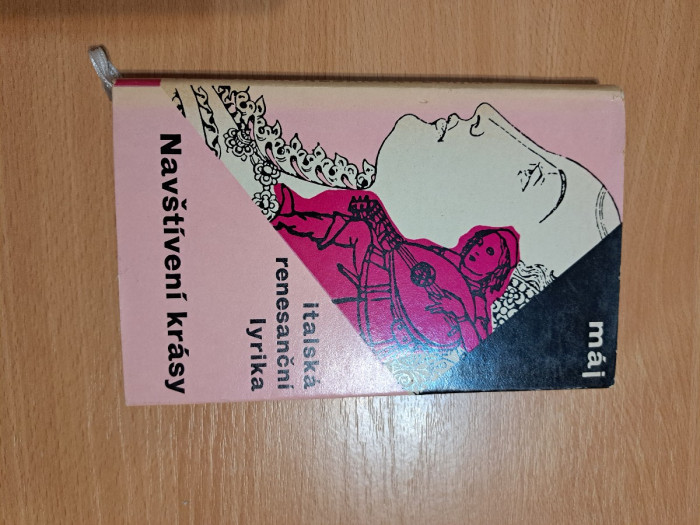 máj
italská
renesanční
lyrika
Navštívení krásy